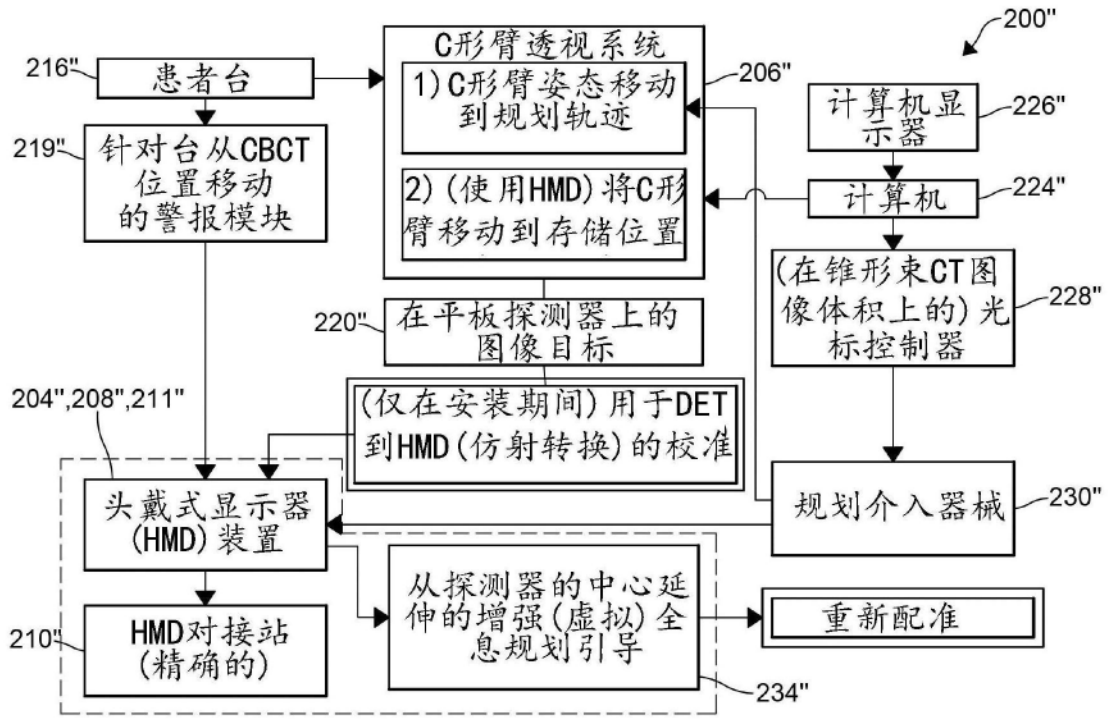 200"
216"
患者台
C形臂透视系统
206"
1)C形臂姿态移动
到规划轨迹
2)(使用HMD)将C形
臂移动到存储位置
计算机显
示器
226"
219"
针对台从CBCT
位置移动
的警报模块
计算机
224"
(在锥形束CT图
像体积上的)光
标控制器
228"
220"
在平板探测器上的
图像目标
204",208",211"
(仅在安装期间)用于DET
到HMD(仿射转换)的校准
头戴式显示器
(HMD)装置
规划介入器械
230"
210"
HMD对接站
(精确的)
从探测器的中心延
伸的增强(虚拟)全
息规划引导
234"
重新配准